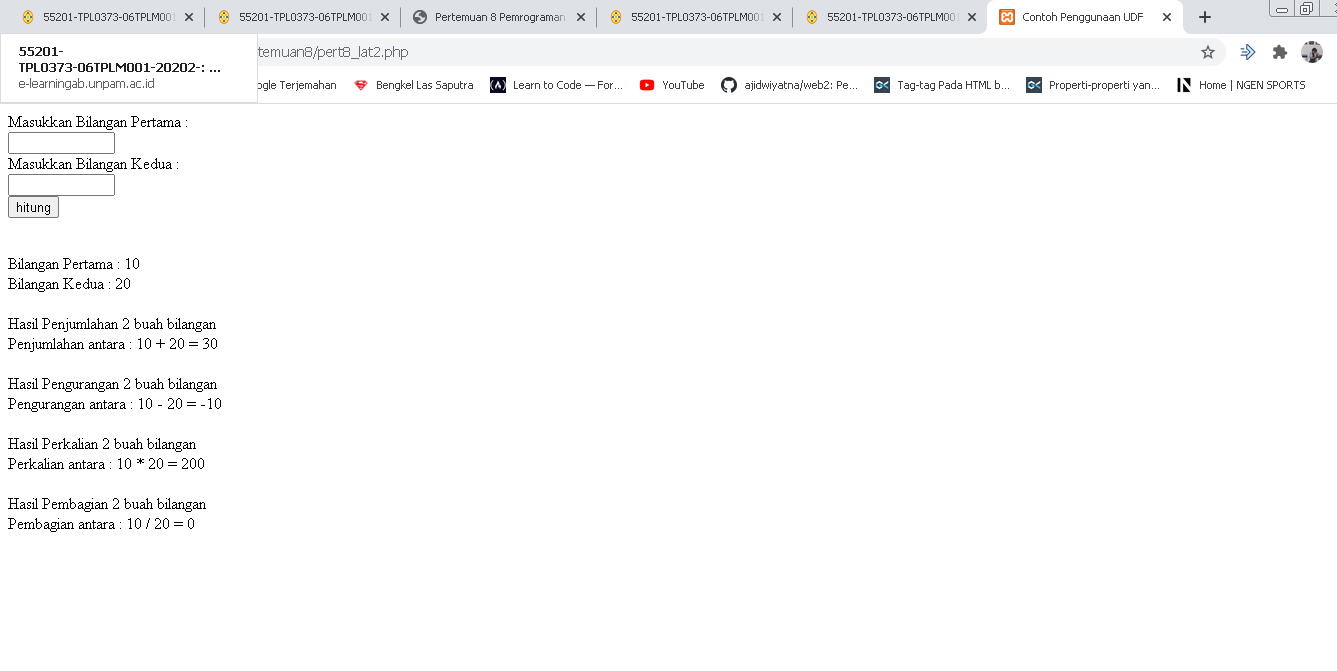 55201-TPL0373-06TPLM001
55201-TPL0373-06TPLM001
Pertemuan 8 Pemrograman
55201-TPL0373-06TPLM001
55201-TPL0373-06TPLM001
Contoh Penggunaan UDF
55201-
TPL0373-06TPLM001-20202-: ...
e-learningab.unpam.ac.id
temuan8/pert8_lat2.php
ogle Terjemahan
Bengkel Las Saputra
Learn to Code — For...
YouTube
ajidwiyatna/web2: Pe...
Tag-tag Pada HTML b...
Properti-properti yan...
Home | NGEN SPORTS
Masukkan Bilangan Pertama :
Masukkan Bilangan Kedua :
hitung
Bilangan Pertama : 10
Bilangan Kedua : 20
Hasil Penjumlahan 2 buah bilangan
Penjumlahan antara : 10 + 20 = 30
Hasil Pengurangan 2 buah bilangan
Pengurangan antara : 10 - 20 = -10
Hasil Perkalian 2 buah bilangan
Perkalian antara : 10 * 20 = 200
Hasil Pembagian 2 buah bilangan
Pembagian antara : 10 / 20 = 0